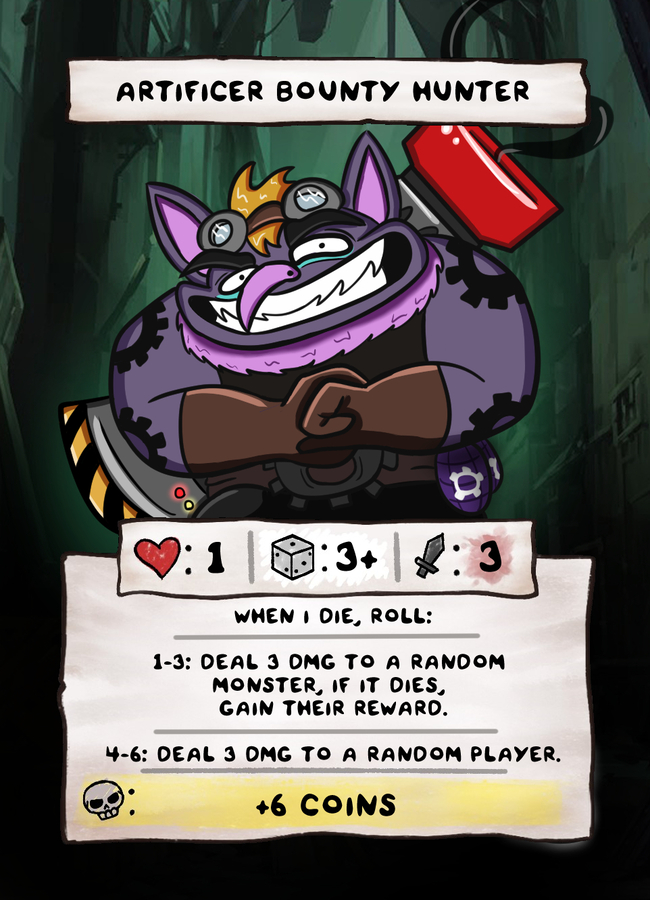 ARTIFICER BOUNTY HUNTER
: 1 : 3+ : 3
WHEN I DIE, ROLL:
1-3: DEAL 3 DMG TO A RANDOM
MONSTER, IF IT DIES,
GAIN THEIR REWARD.
4-6: DEAL 3 DMG TO A RANDOM PLAYER.
: +6 COINS